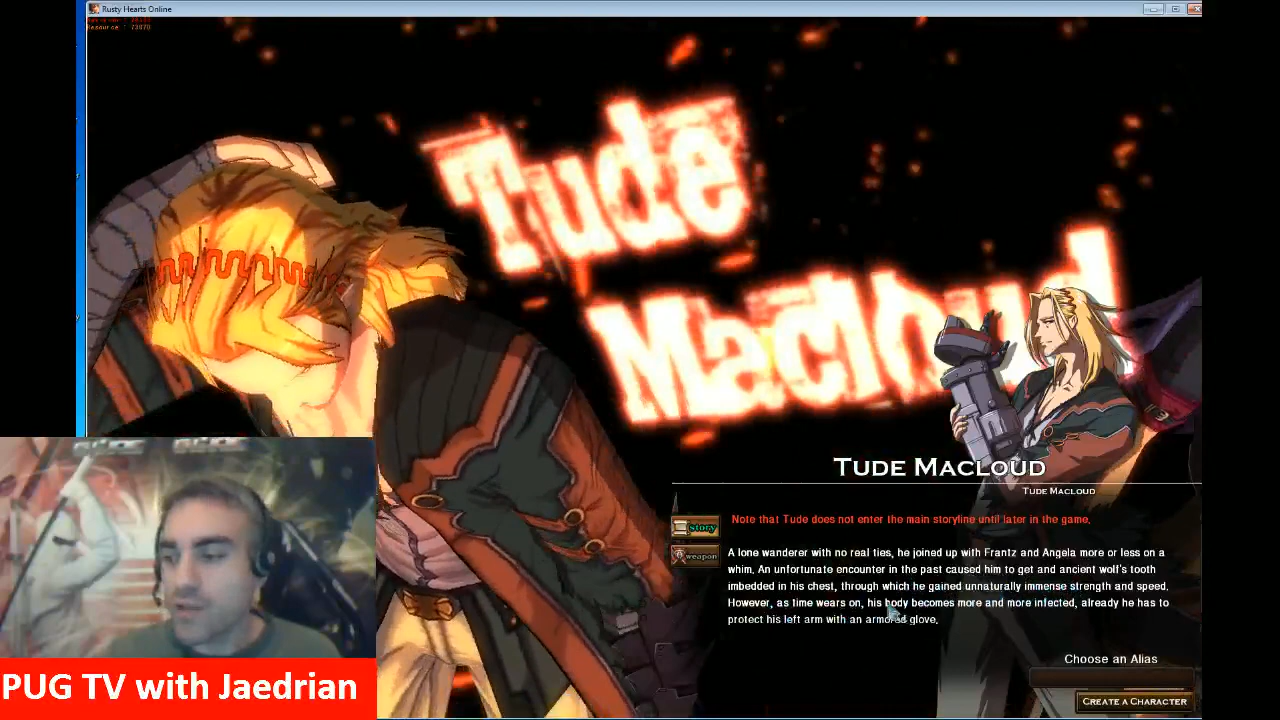 Rusty Hearts Online
Resource : 73870
Tude
Macloud
TUDE MACLOUD
TUDE MACLOUD
Note that Tude does not enter the main storyline until later in the game.
story
weapon
A lone wanderer with no real ties, he joined up with Frantz and Angela more or less on a
whim. An unfortunate encounter in the past caused him to get and ancient wolf's tooth
imbedded in his chest, through which he gained unnaturally immense strength and speed.
However, as time wears on, his body becomes more and more infected, already he has to
protect his left arm with an armored glove.
Choose an Alias
CREATE A CHARACTER
PUG TV with Jaedrian